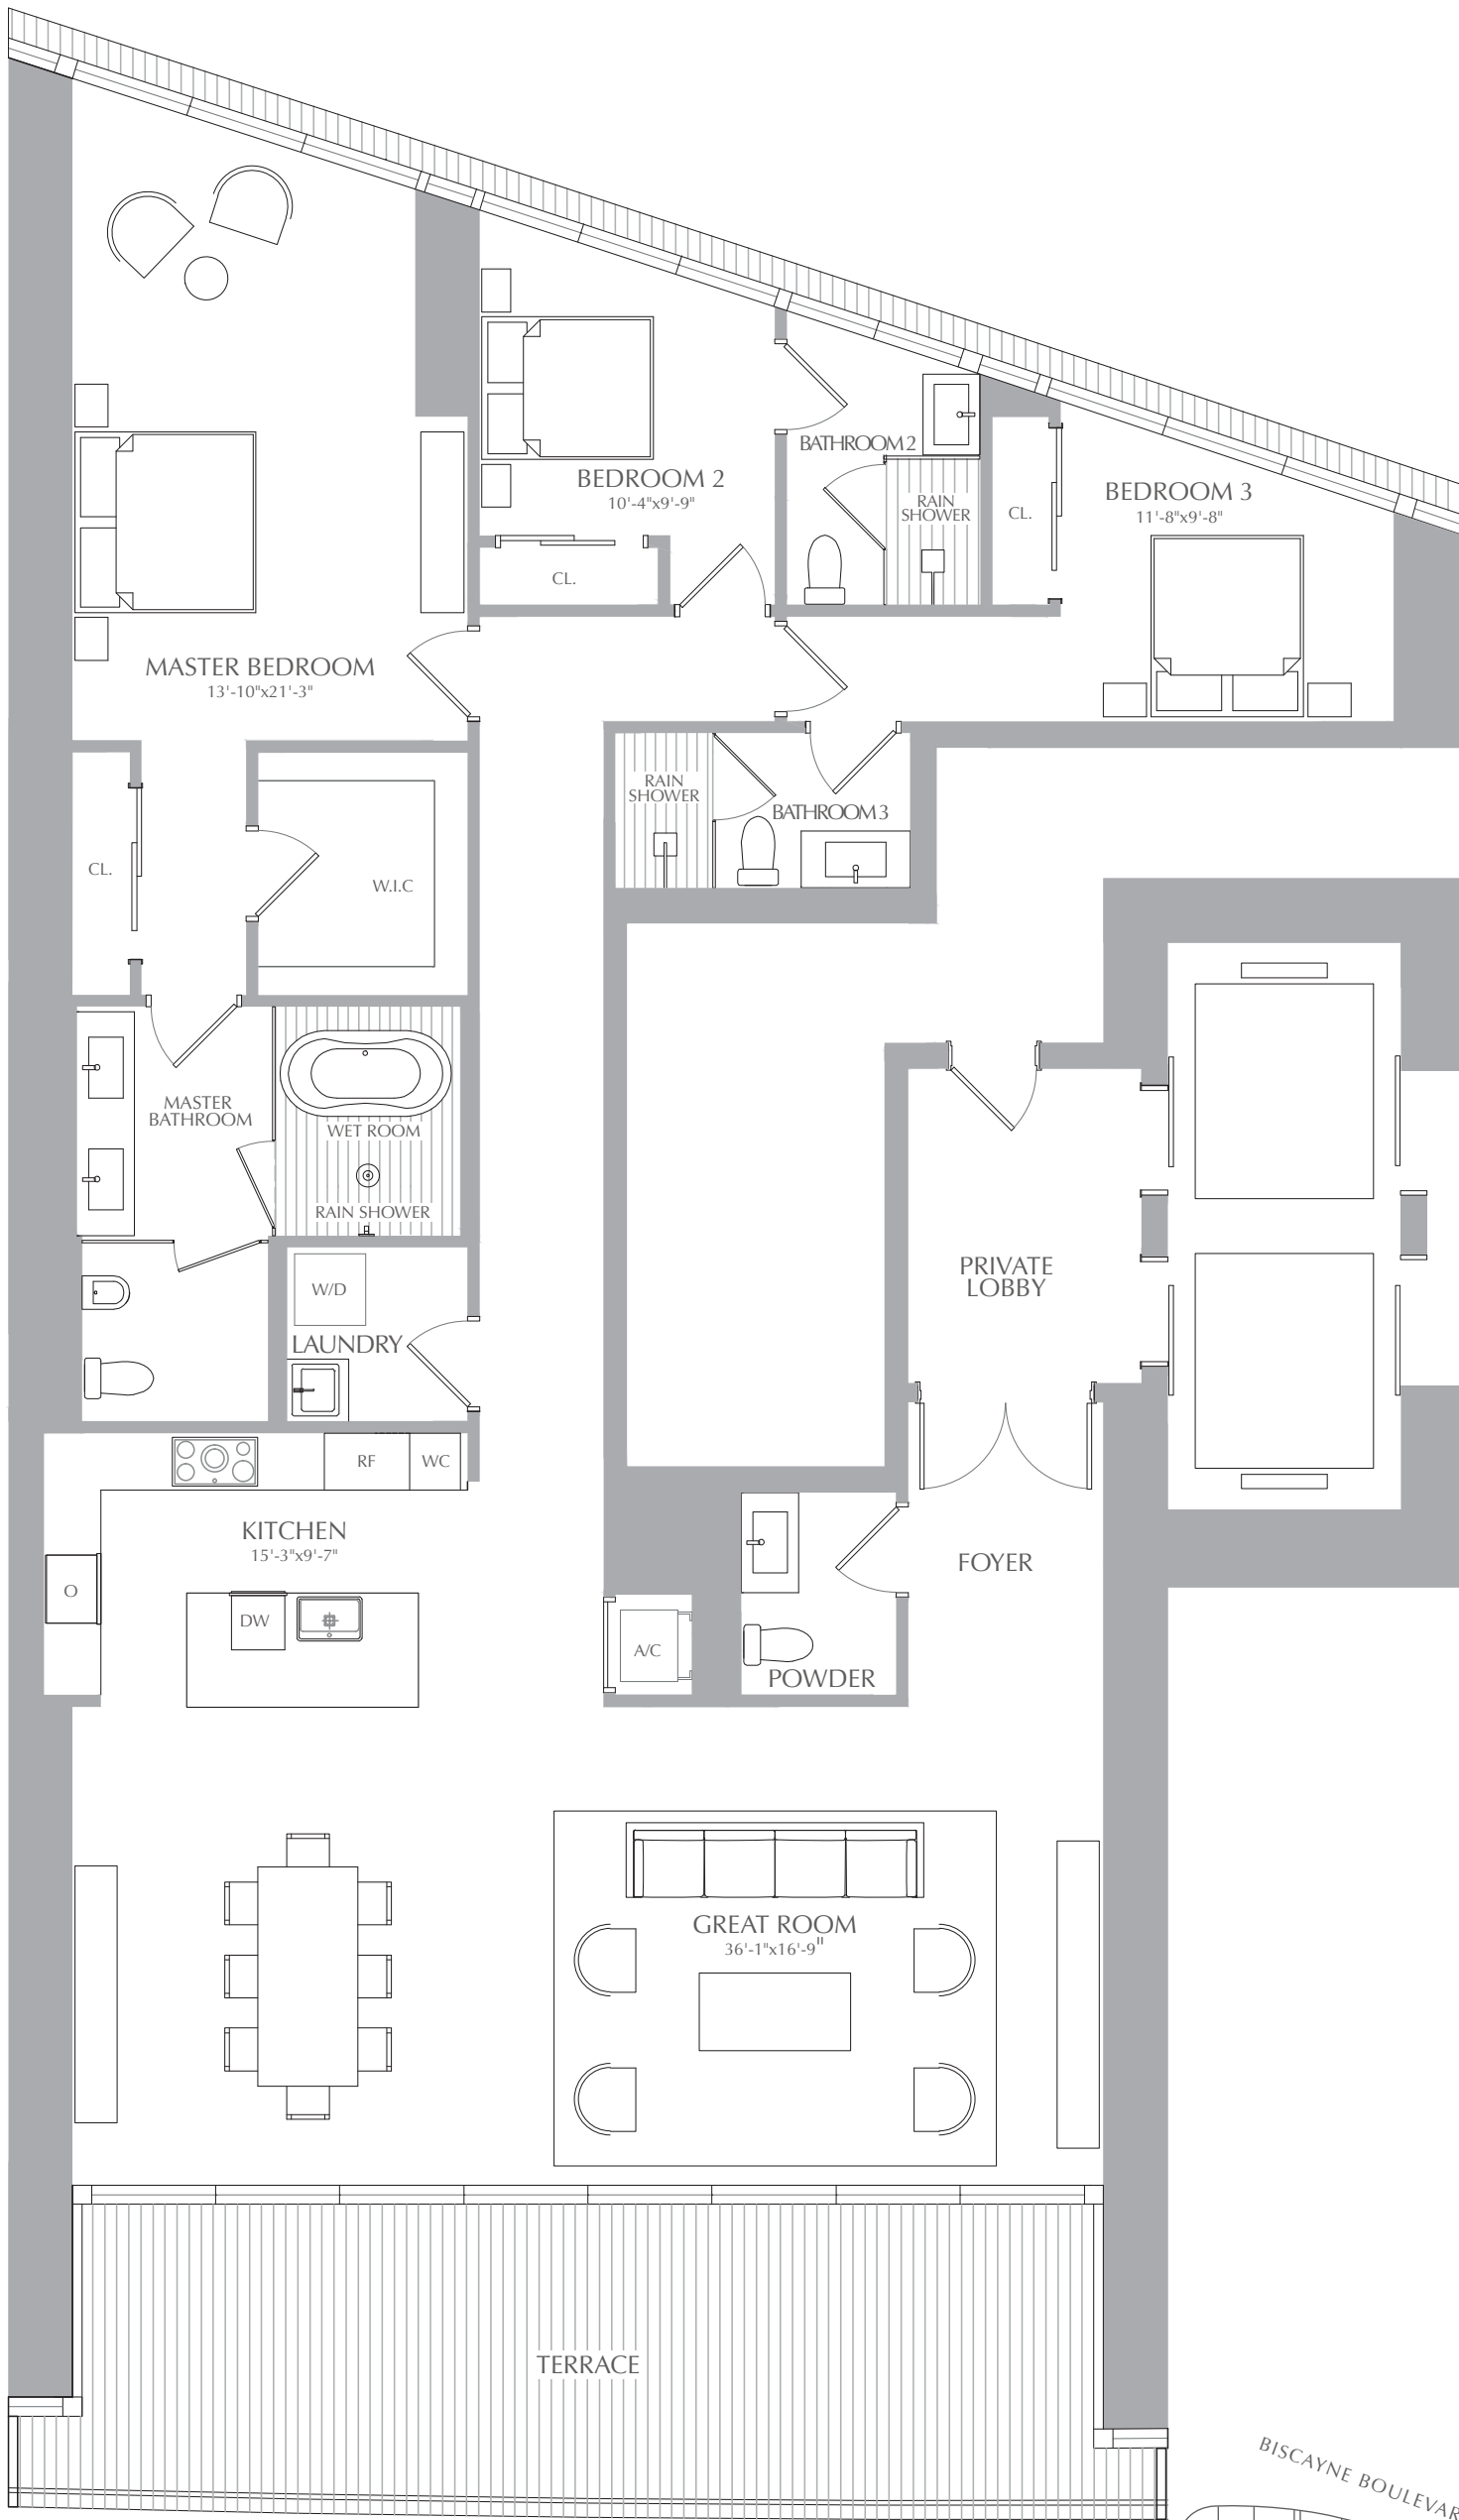 BEDROOM 2
10'-4"x9'-9"
CL.
BATHROOM 2
RAIN
SHOWER
CL.
BEDROOM 3
11'-8"x9'-8"
MASTER BEDROOM
13'-10"x21'-3"
RAIN
SHOWER
BATHROOM 3
CL.
W.I.C
MASTER
BATHROOM
WET ROOM
RAIN SHOWER
W/D
LAUNDRY
PRIVATE
LOBBY
RF
WC
KITCHEN
15'-3"x9'-7"
O
DW
A/C
POWDER
FOYER
GREAT ROOM
36'-1"x16'-9"
TERRACE
BISCAYNE BOULEVAR